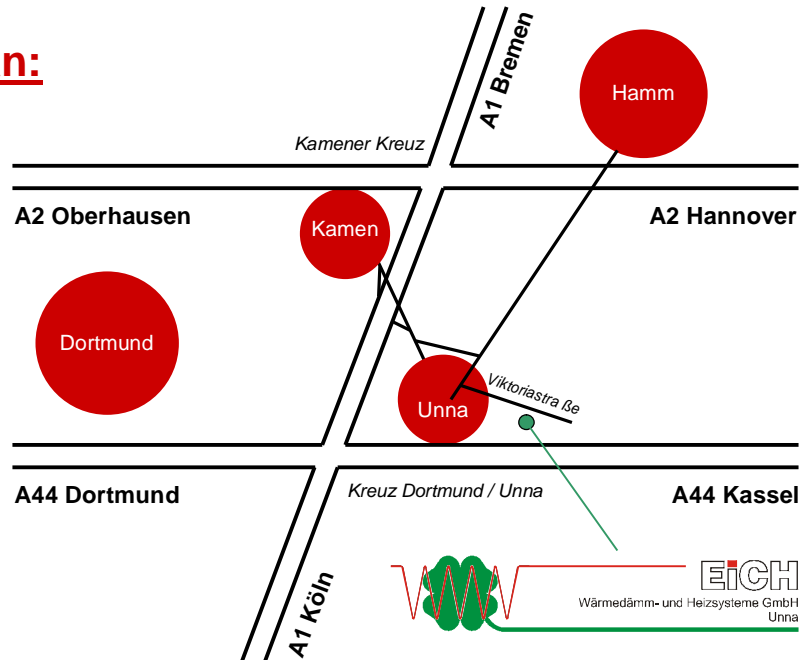 n:
A1 Bremen
Hamm
Kamener Kreuz
A2 Oberhausen
Kamen
A2 Hannover
Dortmund
Viktoriastra ße
Unna
A44 Dortmund
Kreuz Dortmund / Unna
A44 Kassel
A1 Köln
EiCH
Wärmedämm- und Heizsysteme GmbH
Unna